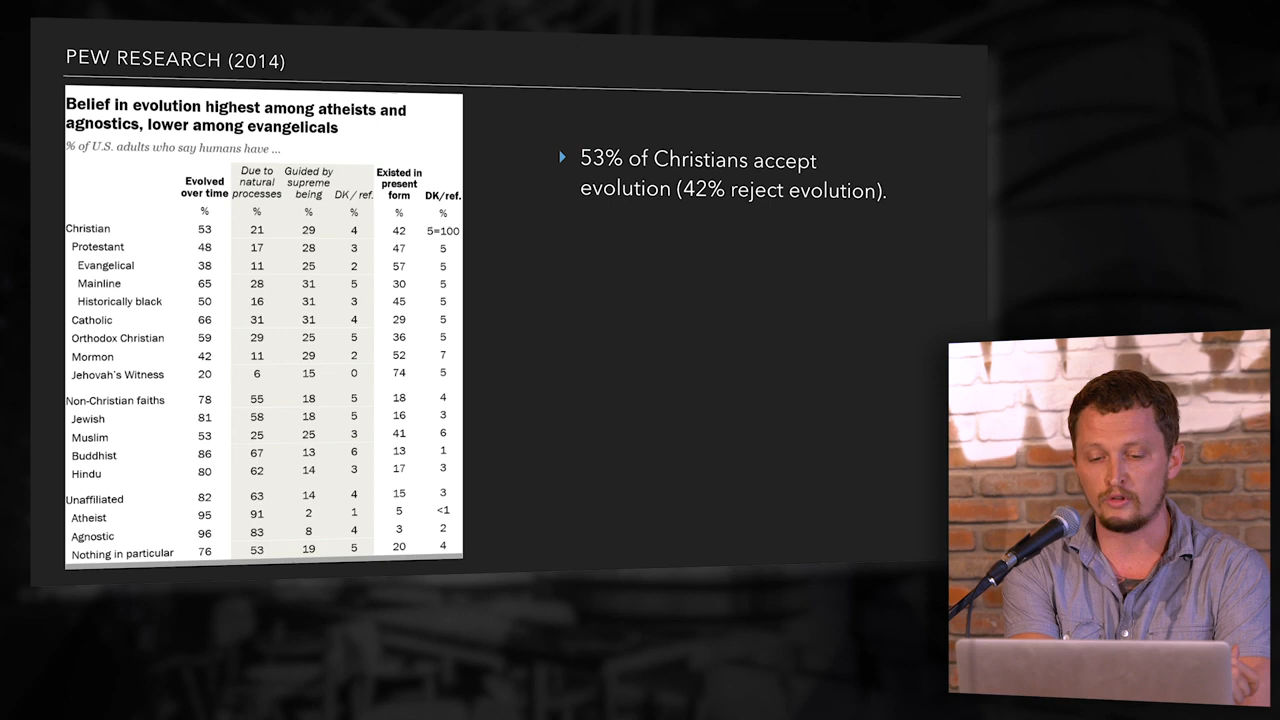 PEW RESEARCH (2014)
Belief in evolution highest among atheists and
agnostics, lower among evangelicals
% of U.S. adults who say humans have ...
Evolved over time Due to natural processes Guided by supreme being DK / ref. Existed in present form DK/ref.
% % % % % %
Christian 53 21 29 4 42 5=100
Protestant 48 17 28 3 47 5
Evangelical 38 11 25 2 57 5
Mainline 65 28 31 5 30 5
Historically black 50 16 31 3 45 5
Catholic 66 31 31 4 29 5
Orthodox Christian 59 29 25 5 36 5
Mormon 42 11 29 2 52 7
Jehovah's Witness 20 6 15 0 74 5
Non-Christian faiths 78 55 18 5 18 4
Jewish 81 58 18 5 16 3
Muslim 53 25 25 3 41 6
Buddhist 86 67 13 6 13 1
Hindu 80 62 14 3 17 3
Unaffiliated 82 63 14 4 15 3
Atheist 95 91 2 1 5 <1
Agnostic 96 83 8 4 3 2
Nothing in particular 76 53 19 5 20 4
53% of Christians accept
evolution (42% reject evolution).